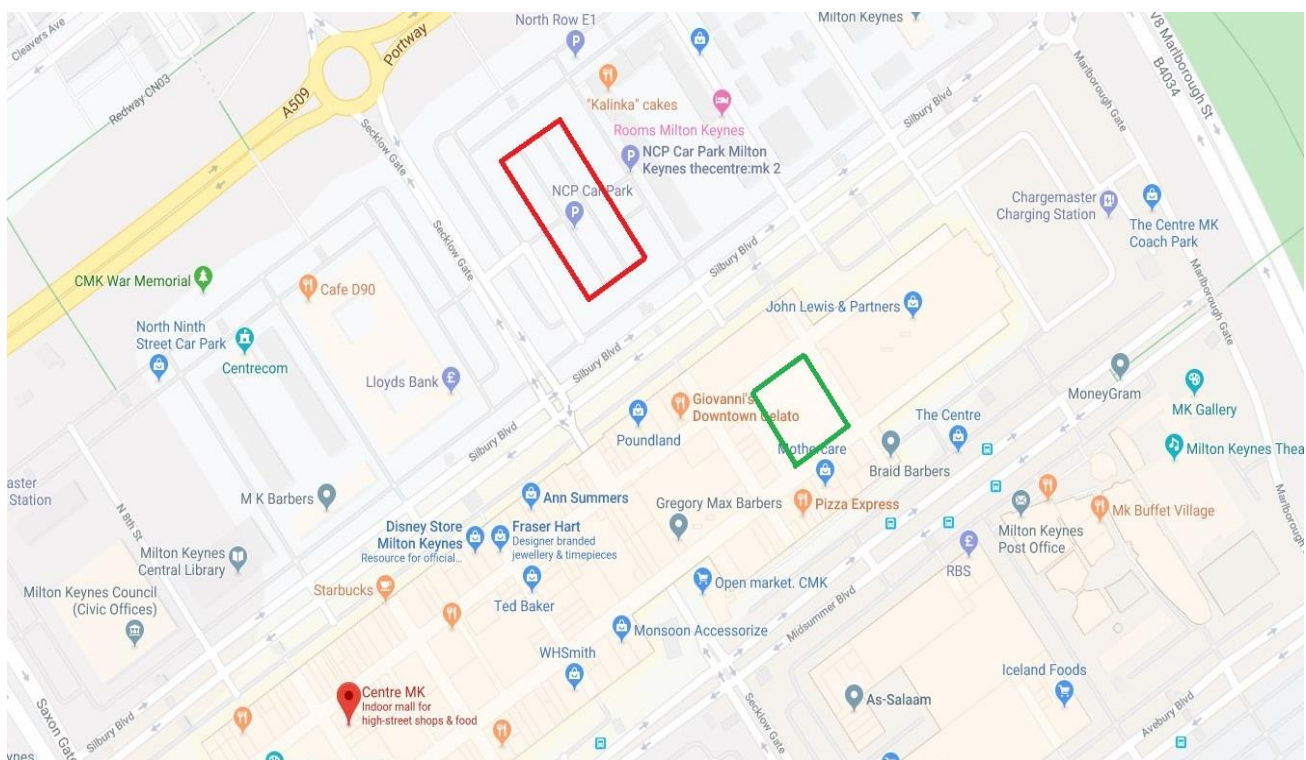 North Row E1
Milton Keynes
Cleavers Ave
Portway
V8 Marlborough St
B4034
Redway CN03
A509
"Kalinka" cakes
Rooms Milton Keynes
Silbury Blvd
Marlborough Gate
Secklow Gate
NCP Car Park Milton
Keynes thecentre:mk 2
NCP Car Park
Chargemaster
Charging Station
The Centre MK
Coach Park
Secklow Gate
Silbury Blvd
Marlborough Gate
CMK War Memorial
Cafe D90
John Lewis & Partners
North Ninth
Street Car Park
Centrecom
Lloyds Bank
Silbury Blvd
MoneyGram
Giovanni's
Downtown Gelato
MK Gallery
Poundland
The Centre
Mothercare
Milton Keynes Thea
Silbury Blvd
Braid Barbers
aster
Station
M K Barbers
Ann Summers
Gregory Max Barbers
Pizza Express
Mk Buffet Village
Marlborough
N 8th St
Disney Store
Milton Keynes
Resource for official...
Fraser Hart
Designer branded
jewellery & timepieces
Milton Keynes
Post Office
Milton Keynes
Central Library
RBS
Milton Keynes Council
(Civic Offices)
Starbucks
Ted Baker
Open market. CMK
Midsummer Blvd
Monsoon Accessorize
WHSmith
Iceland Foods
Centre MK
Indoor mall for
high-street shops & food
As-Salaam
Saxon Gat
Silbury Blvd
Secklow Gate
Avebury Blvd
ynes